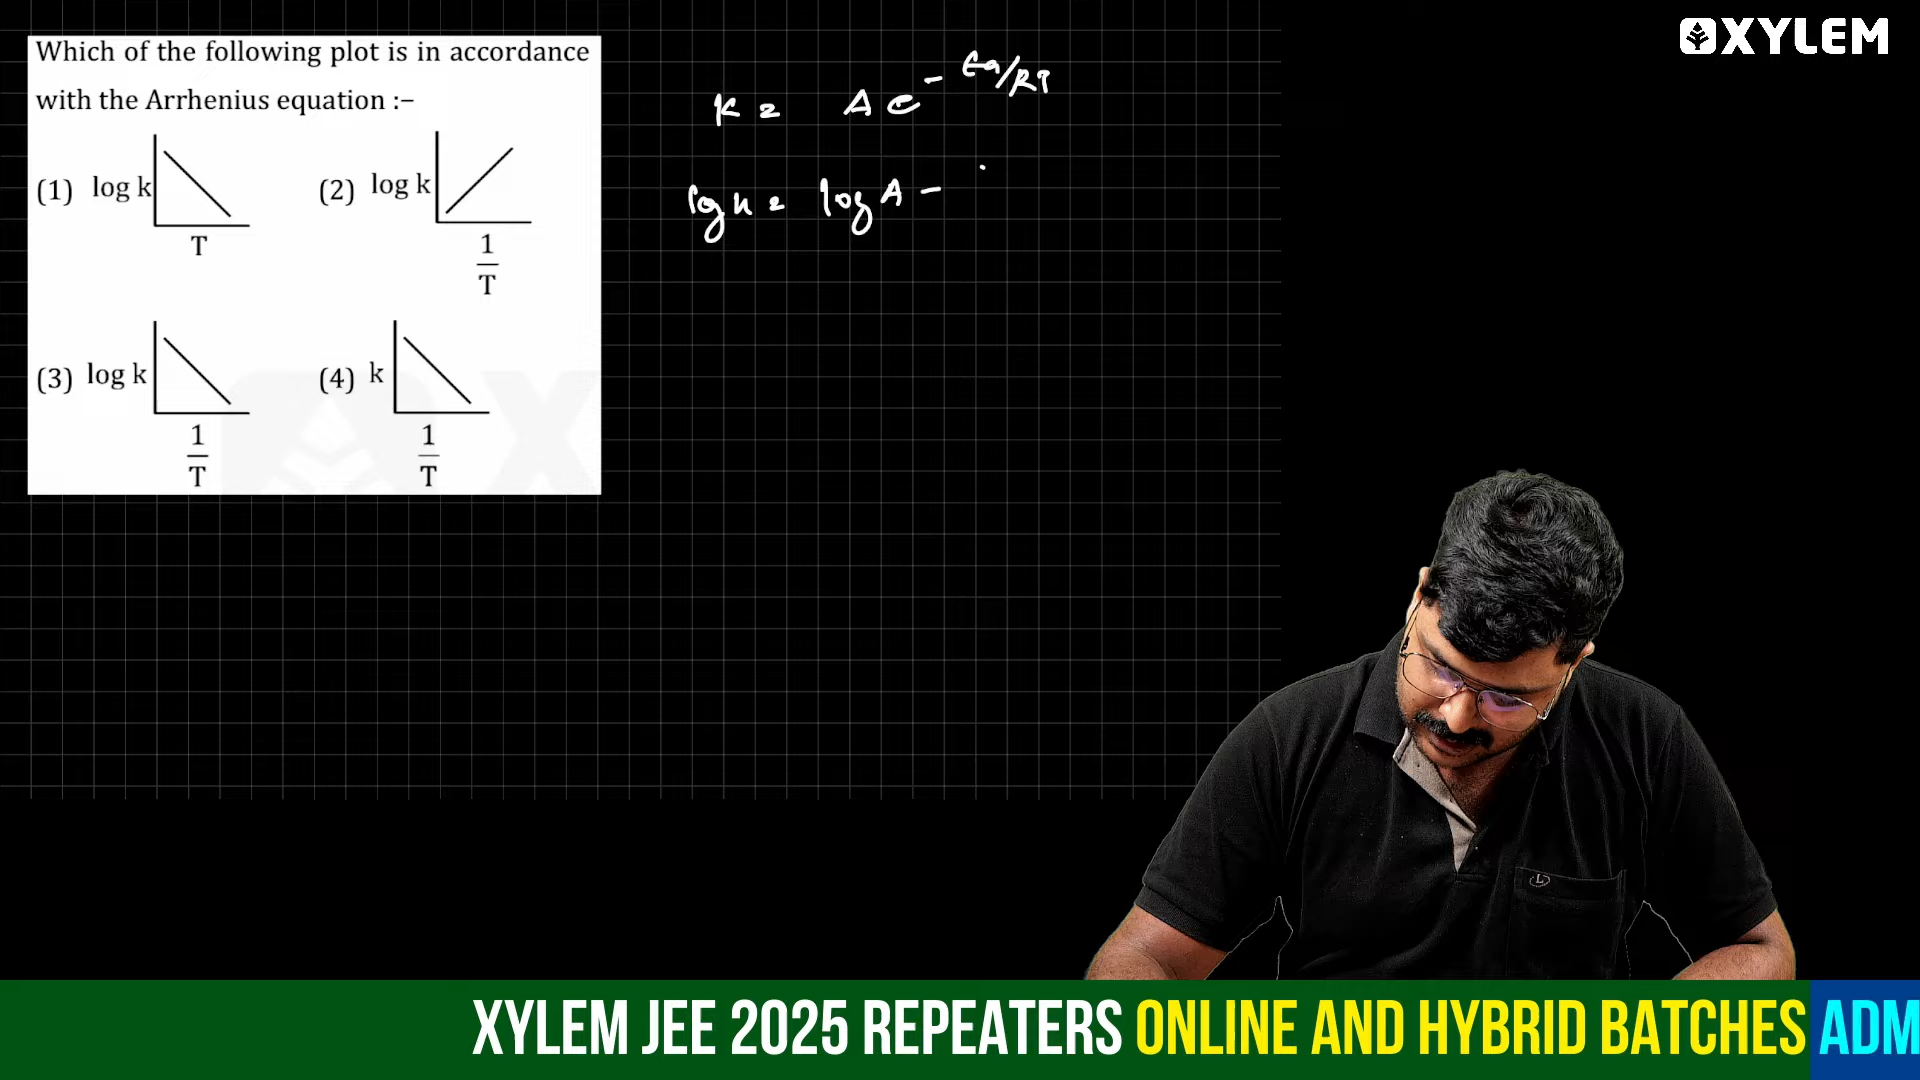 XYLEM
Which of the following plot is in accordance
with the Arrhenius equation :–
(1) log k
T
(2) log k
1
T
(3) log k
1
T
(4) k
1
T
K = A e – Ea/RT
log k = log A –
XYLEM JEE 2025 REPEATERS ONLINE AND HYBRID BATCHES ADM